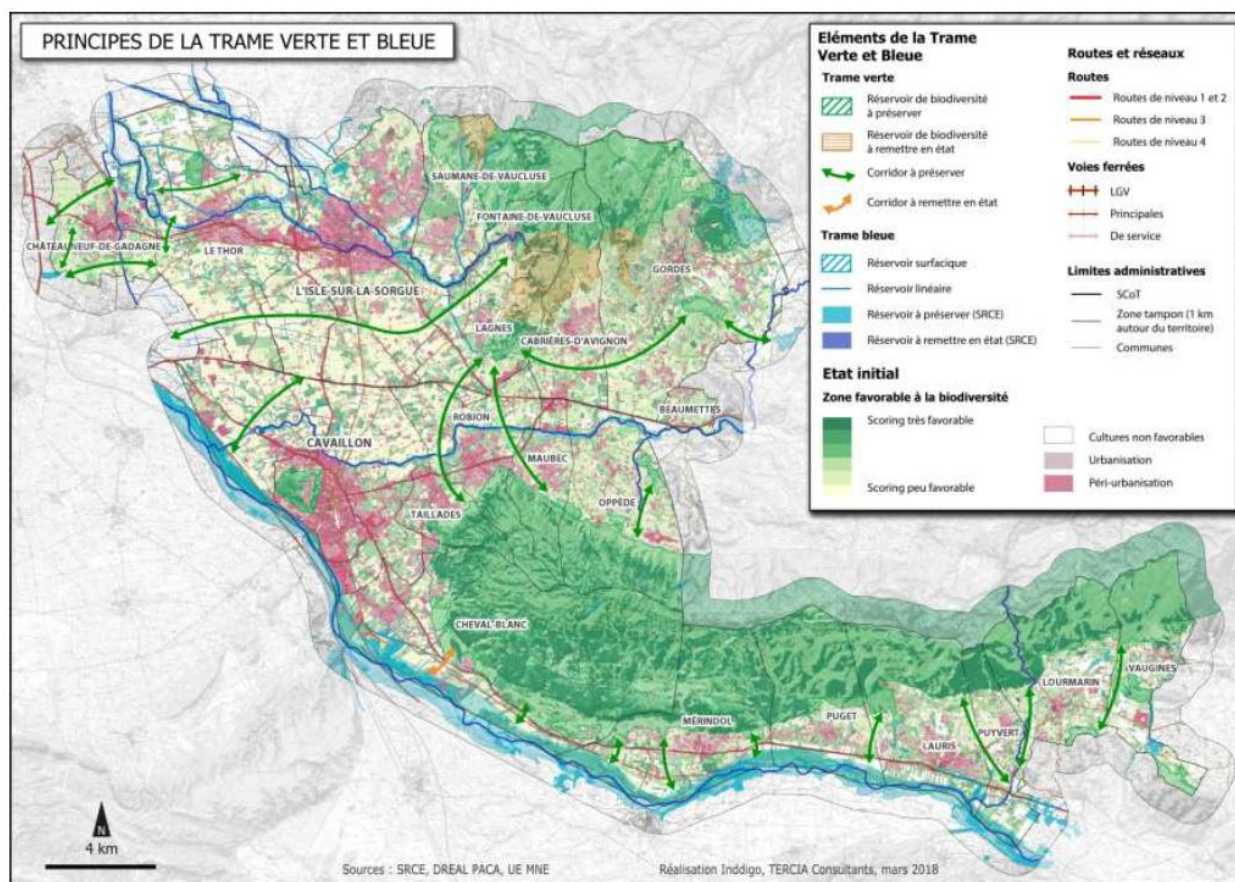 PRINCIPES DE LA TRAME VERTE ET BLEUE
Eléments de la Trame
Verte et Bleue
Trame verte
Réservoir de biodiversité
à préserver
Réservoir de biodiversité
à remettre en état
Corridor à préserver
Corridor à remettre en état
Trame bleue
Réservoir surfacique
Réservoir linéaire
Réservoir à préserver (SRCE)
Réservoir à remettre en état (SRCE)
Etat initial
Zone favorable à la biodiversité
Scoring très favorable
Scoring peu favorable
Routes et réseaux
Routes
Routes de niveau 1 et 2
Routes de niveau 3
Routes de niveau 4
Voies ferrées
LGV
Principales
De service
Limites administratives
SCoT
Zone tampon (1 km
autour du territoire)
Communes
Cultures non favorables
Urbanisation
Péri-urbanisation
SAUMANE-DE-VAUCLUSE
FONTAINE-DE-VAUCLUSE
CHÂTEAUNEUF-DE-GADAGNE
LE THOR
GORDES
L'ISLE-SUR-LA-SORGUE
LAGNES
CABRIÈRES-D'AVIGNON
BEAUMETTES
ROBION
CAVAILLON
MAUBEC
OPPÈDE
TAILLADES
CHEVAL-BLANC
VAUGINES
LOURMARIN
MÉRINDOL
PUGET
PUYVERT
LAURIS
N
4 km
Sources : SRCE, DREAL PACA, UE MNE
Réalisation Inddigo, TERCIA Consultants, mars 2018